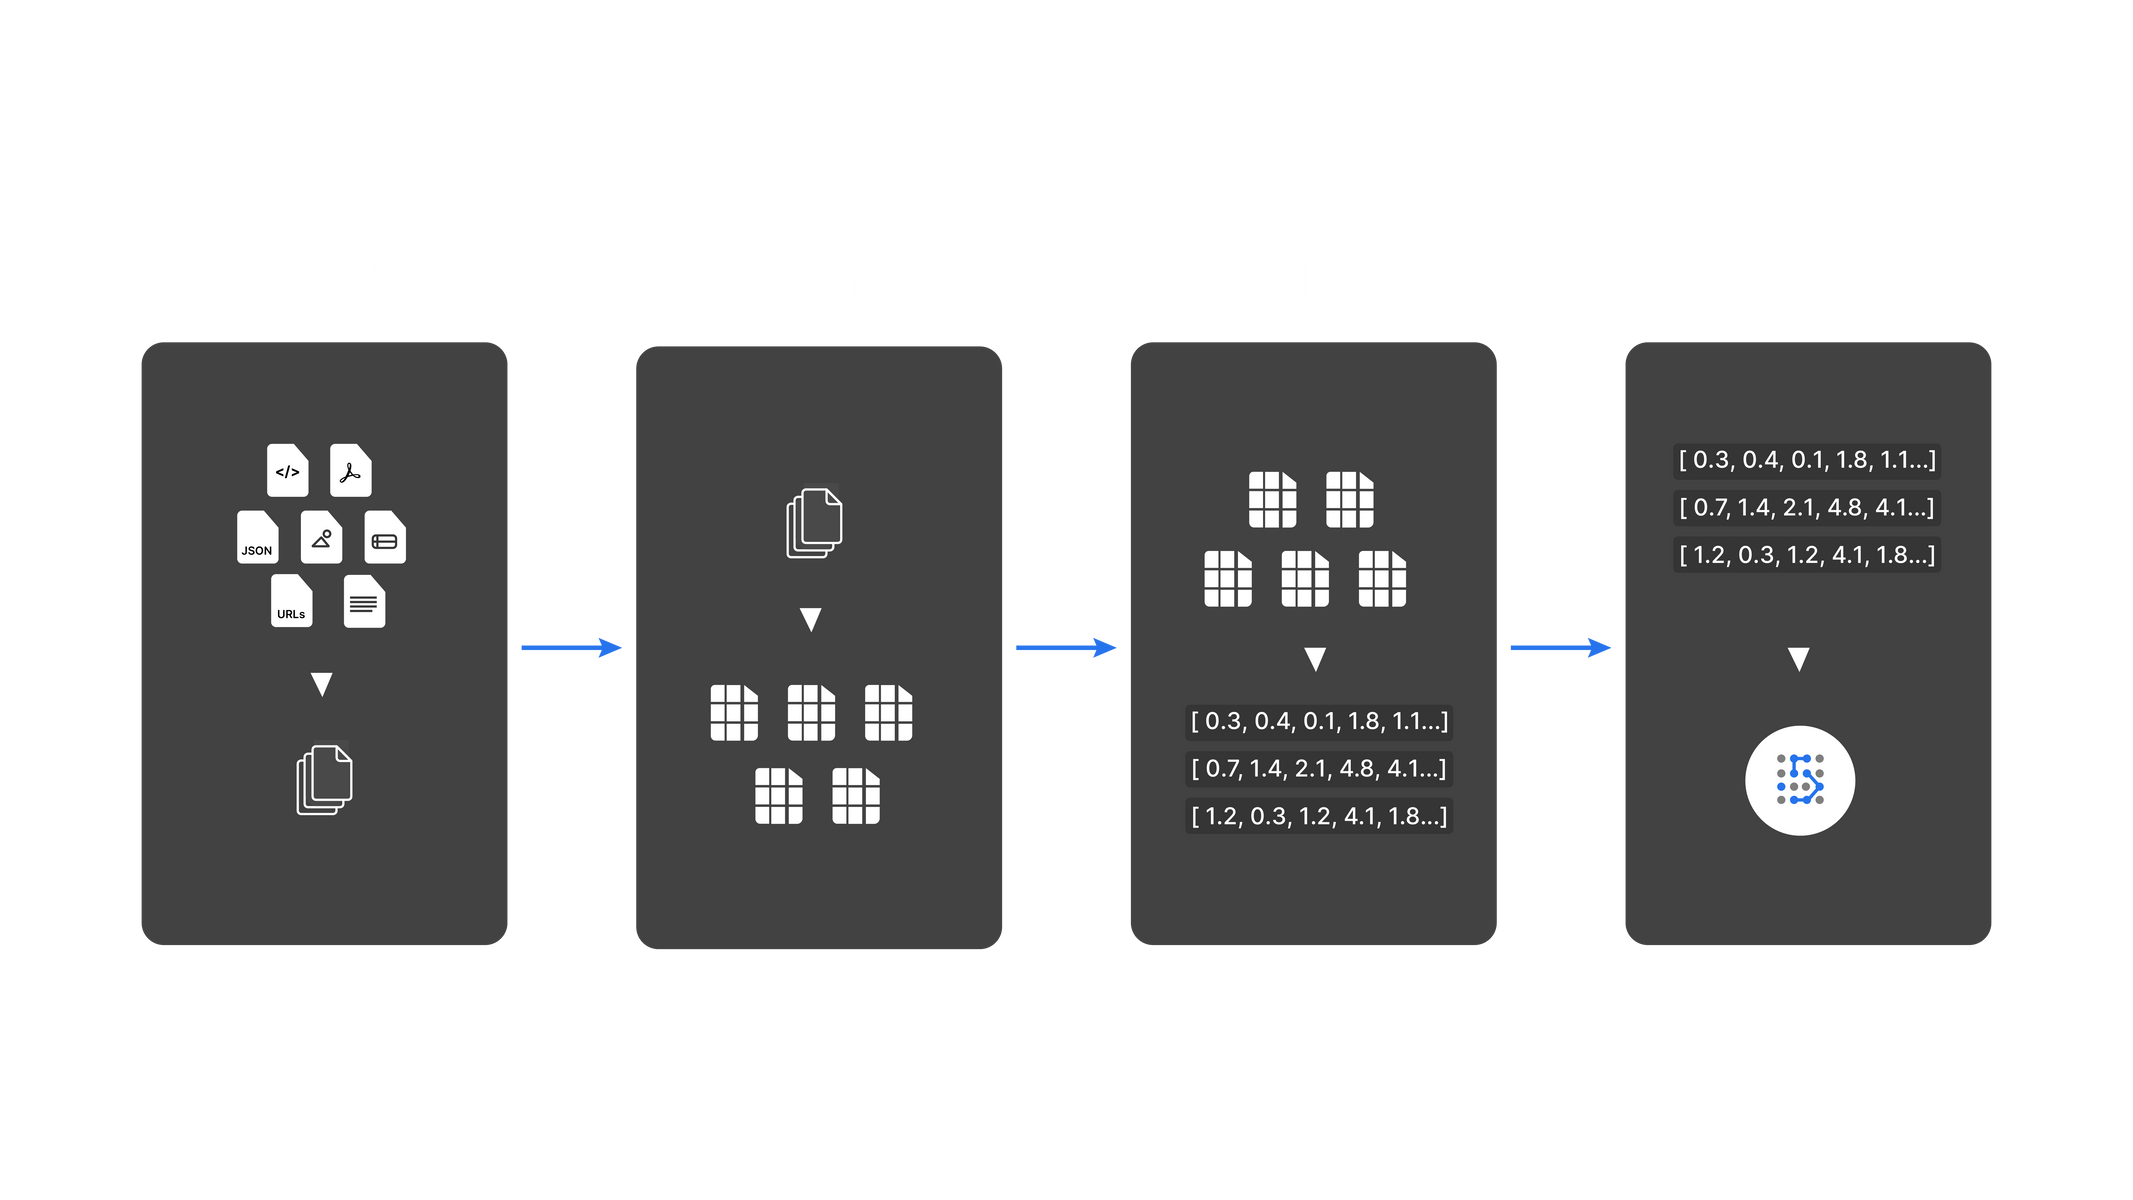 </>
JSON
URLs
[ 0.3, 0.4, 0.1, 1.8, 1.1...]
[ 0.7, 1.4, 2.1, 4.8, 4.1...]
[ 1.2, 0.3, 1.2, 4.1, 1.8...]
[ 0.3, 0.4, 0.1, 1.8, 1.1...]
[ 0.7, 1.4, 2.1, 4.8, 4.1...]
[ 1.2, 0.3, 1.2, 4.1, 1.8...]